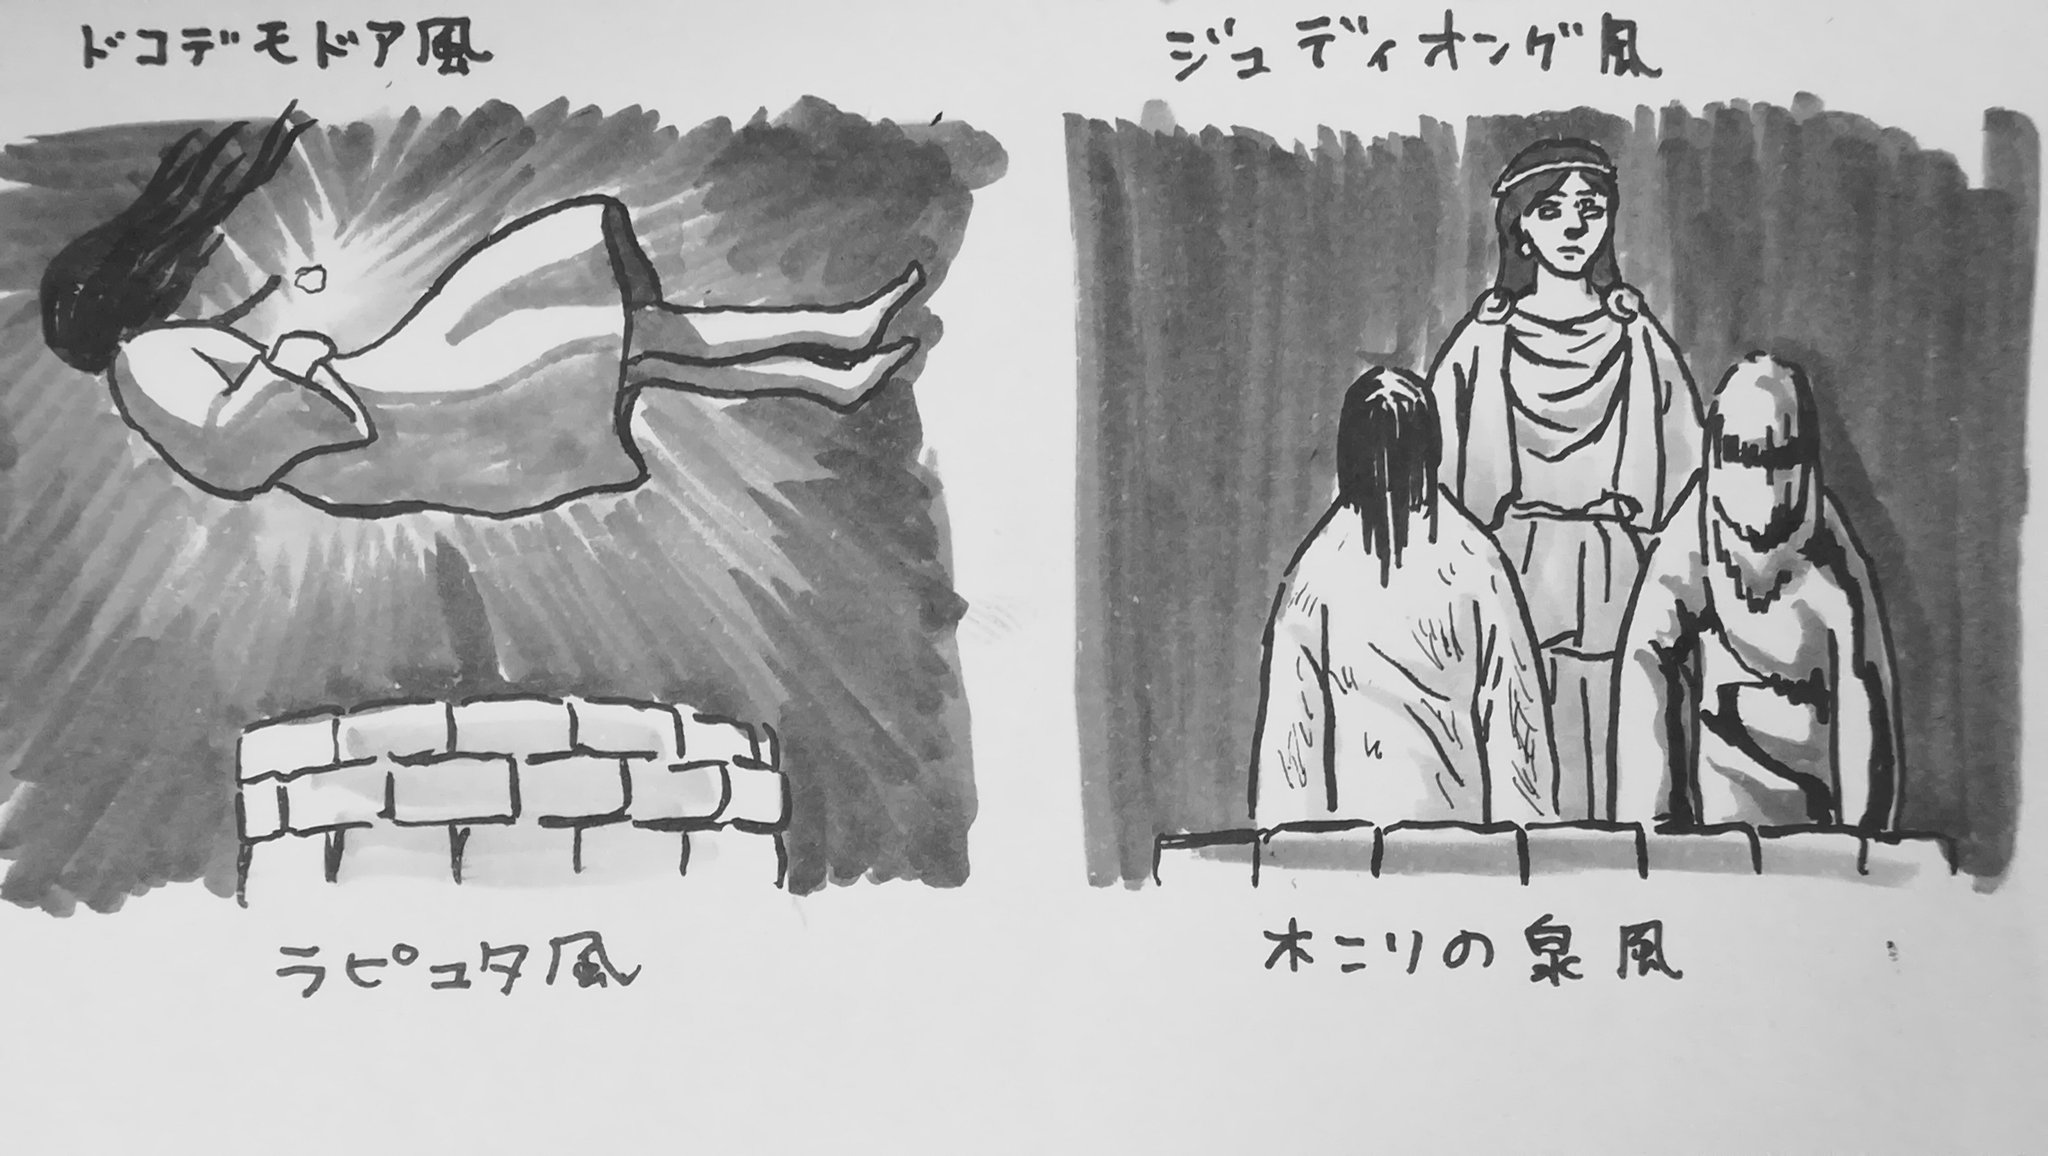 ドコデモドア風
ジュディオング風
ラピュタ風
木こリの泉風